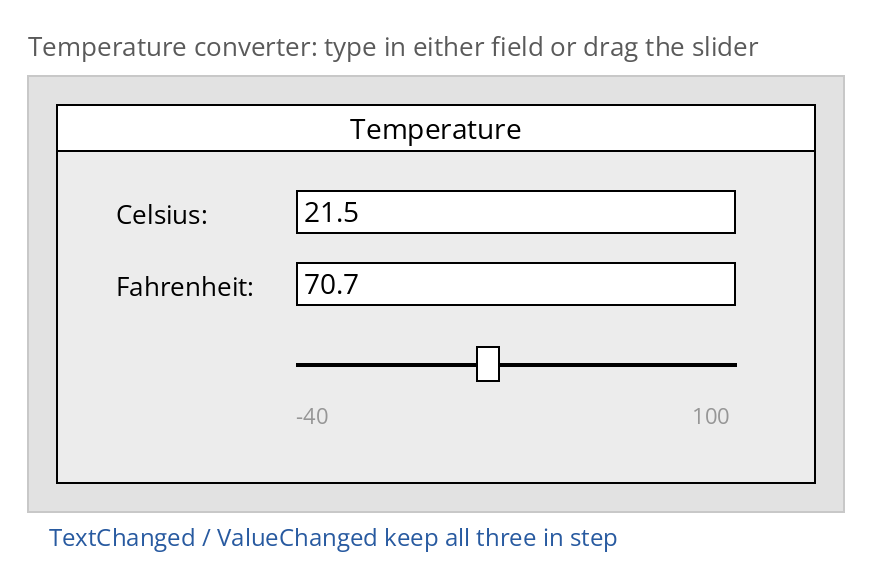 Temperature converter: type in either field or drag the slider
Temperature
Celsius:
21.5
Fahrenheit:
70.7
-40
100
TextChanged / ValueChanged keep all three in step